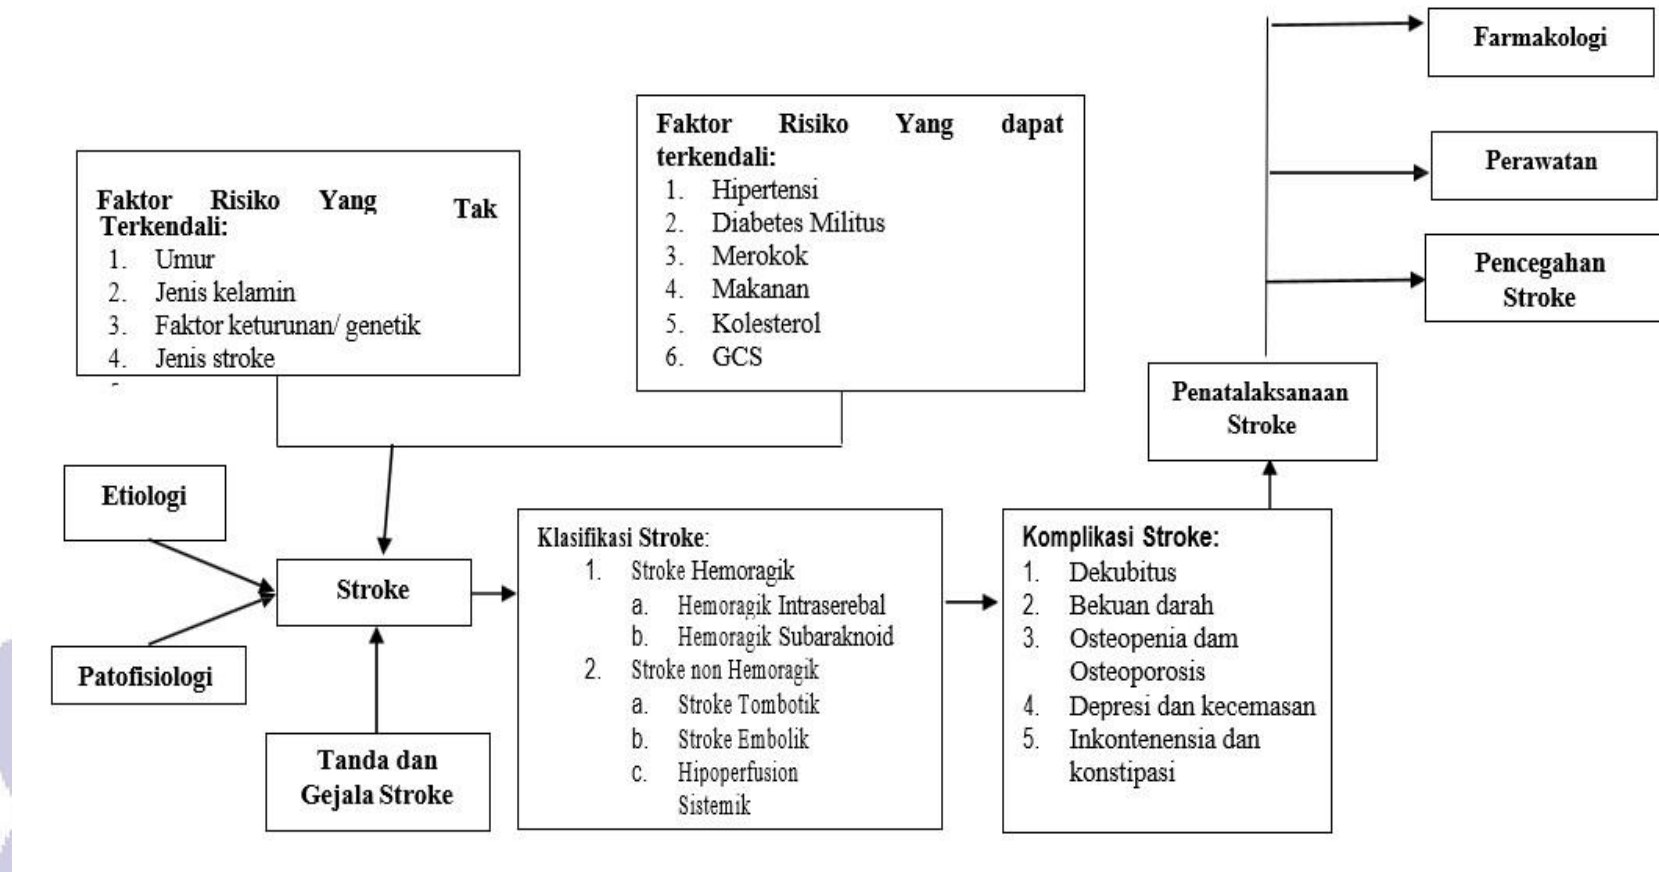 Farmakologi
Perawatan
Pencegahan
Stroke
Penatalaksanaan
Stroke
Faktor Risiko Yang dapat
terkendali:
1. Hipertensi
2. Diabetes Militus
3. Merokok
4. Makanan
5. Kolesterol
6. GCS
Faktor Risiko Yang Tak
Terkendali:
1. Umur
2. Jenis kelamin
3. Faktor keturunan/ genetik
4. Jenis stroke
Etiologi
Stroke
Patofisiologi
Tanda dan
Gejala Stroke
Klasifikasi Stroke:
1. Stroke Hemoragik
a. Hemoragik Intraserebal
b. Hemoragik Subaraknoid
2. Stroke non Hemoragik
a. Stroke Tombotik
b. Stroke Embolik
c. Hipoperfusion
Sistemik
Komplikasi Stroke:
1. Dekubitus
2. Bekuan darah
3. Osteopenia dam
Osteoporosis
4. Depresi dan kecemasan
5. Inkontenensia dan
konstipasi